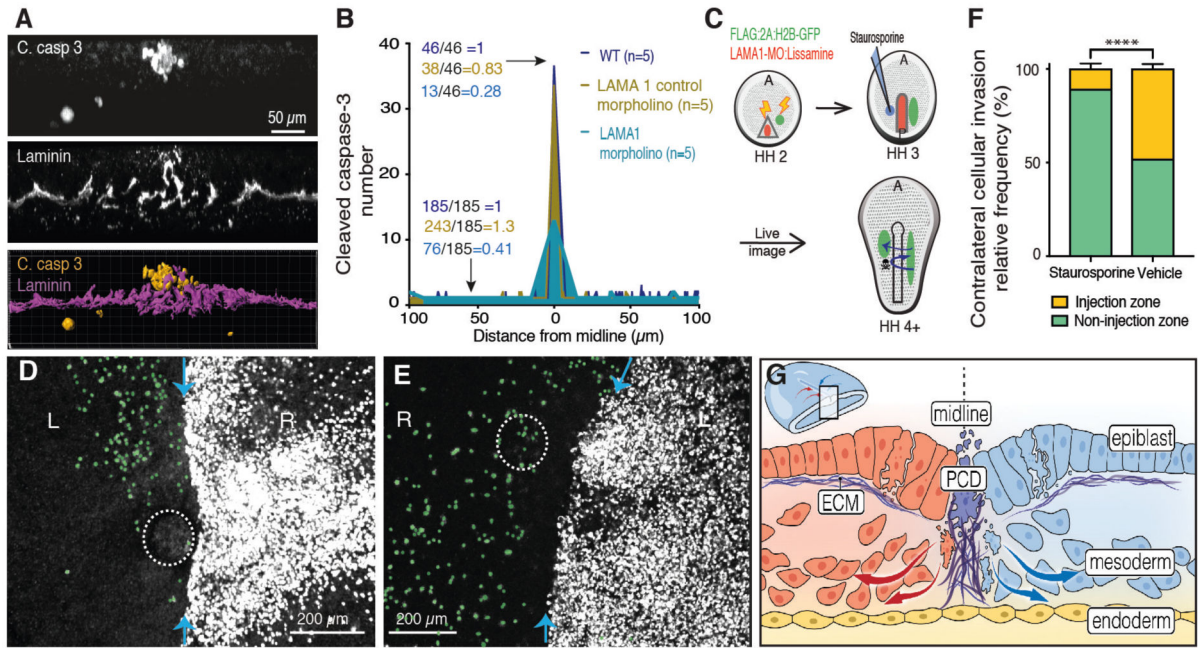 A
C. casp 3
50 µm
Laminin
C. casp 3
Laminin
B
46/46 =1
38/46=0.83
13/46=0.28
WT (n=5)
LAMA 1 control
morpholino (n=5)
LAMA1
morpholino (n=5)
185/185 =1
243/185=1.3
76/185=0.41
Cleaved caspase-3
number
40
30
20
10
0
100
50
0
50
100
Distance from midline (µm)
C
FLAG:2A:H2B-GFP
LAMA1-MO:Lissamine
Staurosporine
A
A
P
HH 2
HH 3
Live
image
A
HH 4+
F
****
Contralateral cellular invasion
relative frequency (%)
100
50
0
Staurosporine
Vehicle
Injection zone
Non-injection zone
D
L
R
200 µm
E
R
L
200 µm
G
midline
epiblast
PCD
ECM
mesoderm
endoderm